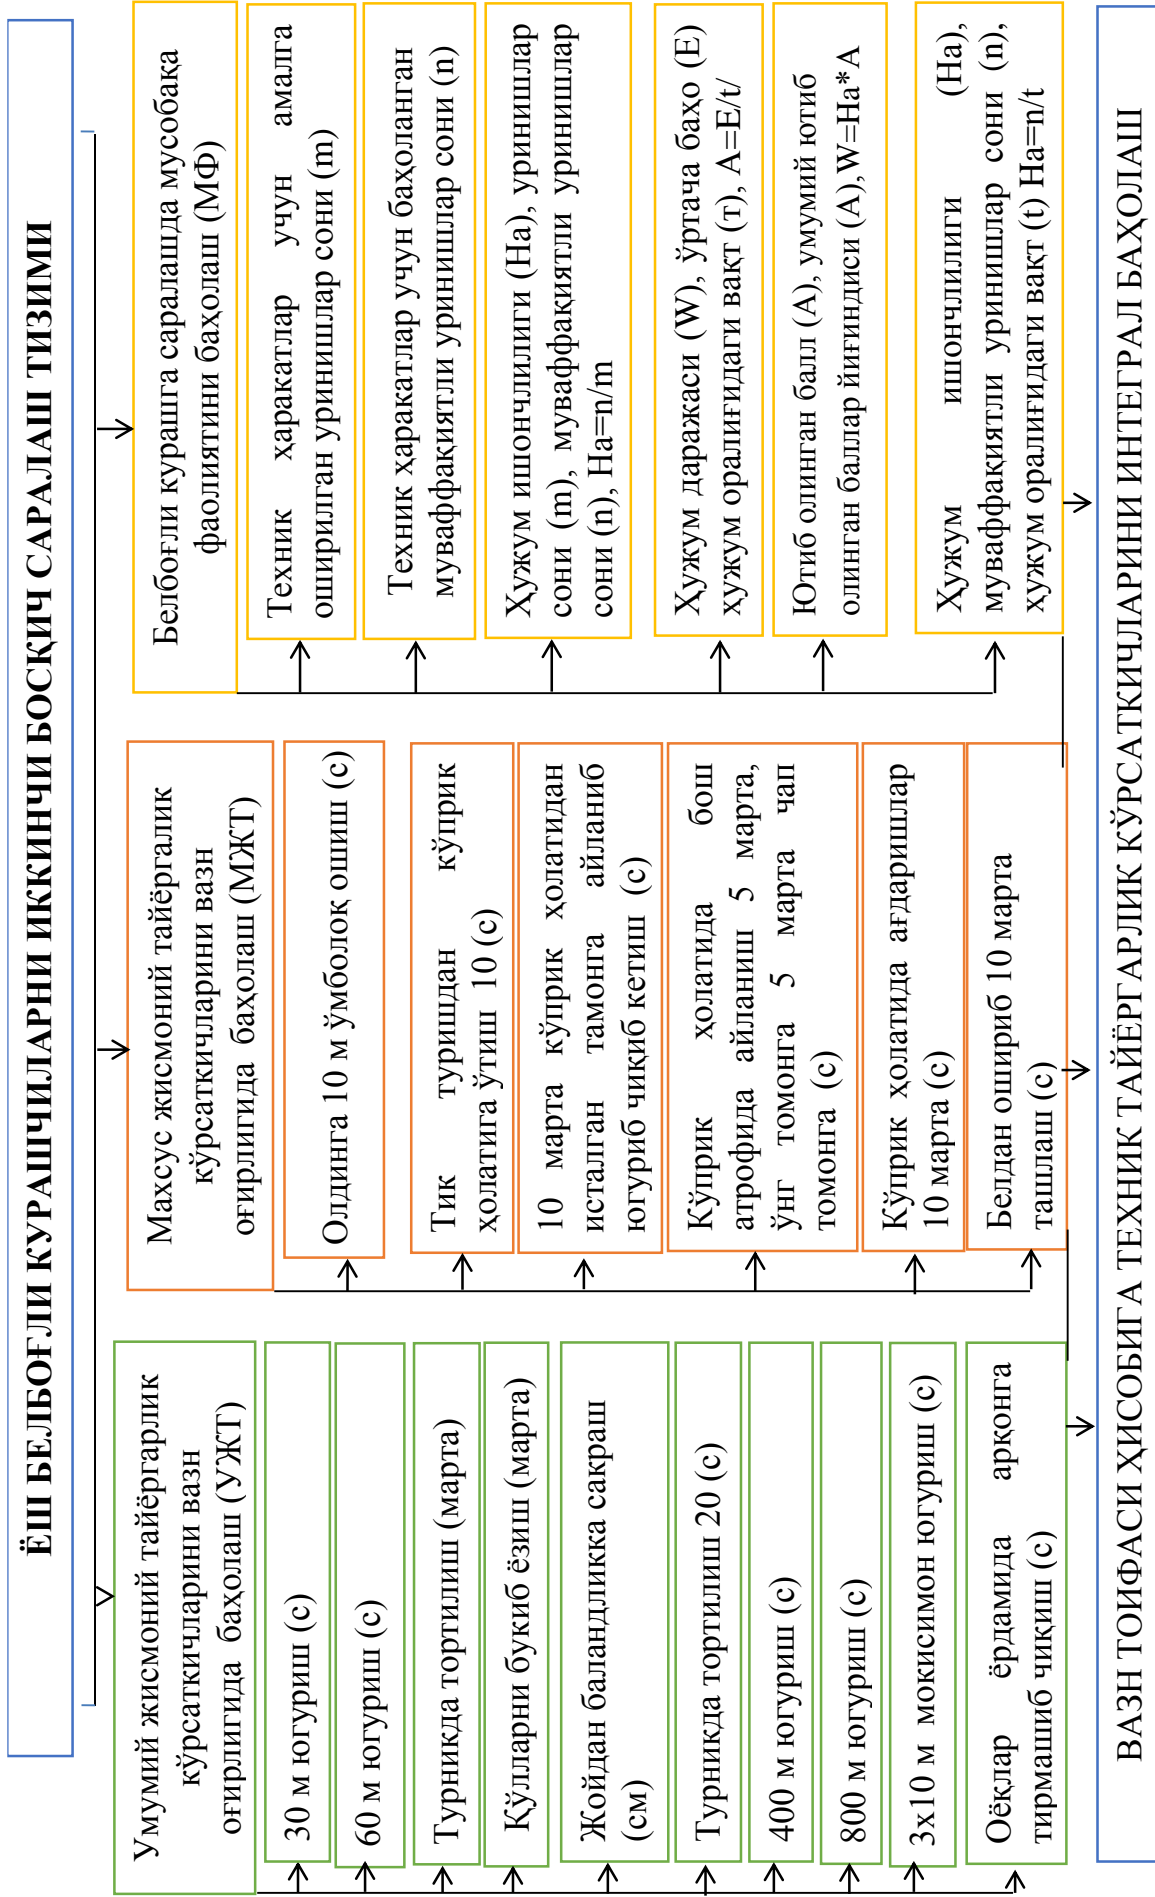 ЁШ БЕЛБОҒЛИ КУРАШЧИЛАРНИ ИККИНЧИ БОСҚИЧ САРАЛАШ ТИЗИМИ
Умумий жисмоний тайёргарлик
кўрсаткичларини вазн
оғирлигида баҳолаш (УЖТ)
30 м югуриш (с)
60 м югуриш (с)
Турникда тортилиш (марта)
Қўлларни букиб ёзиш (марта)
Жойдан баландликка сакраш
(см)
Турникда тортилиш 20 (с)
400 м югуриш (с)
800 м югуриш (с)
3х10 м мокисимон югуриш (с)
Оёқлар ёрдамида арқонга
тирмашиб чиқиш (с)
Махсус жисмоний тайёргалик
кўрсаткичларини вазн
оғирлигида баҳолаш (МЖТ)
Олдинга 10 м ўмболоқ ошиш (с)
Тик туришдан кўприк
ҳолатига ўтиш 10 (с)
10 марта кўприк ҳолатидан
исталган тамонга айланиб
югуриб чиқиб кетиш (с)
Кўприк ҳолатида бош
атрофида айланиш 5 марта,
ўнг томонга 5 марта чап
томонга (с)
Кўприк ҳолатида ағдаришлар
10 марта (с)
Белдан ошириб 10 марта
ташлаш (с)
Белбоғли курашга саралашда мусобақа
фаолиятини баҳолаш (МФ)
Техник ҳаракатлар учун амалга
оширилган уринишлар сони (m)
Техник ҳаракатлар учун баҳоланган
муваффақиятли уринишлар сони (n)
Ҳужум ишончлилиги (На), уринишлар
сони (m), муваффақиятли уринишлар
сони (n), На=n/m
Ҳужум даражаси (W), ўртача баҳо (Е)
ҳужум оралиғидаги вақт (т), А=Е/t/
Ютиб олинган балл (А), умумий ютиб
олинган баллар йиғиндиси (А),W=На*А
Ҳужум ишончлилиги (На),
муваффақиятли уринишлар сони (n),
ҳужум оралиғидаги вақт (t) На=n/t
ВАЗН ТОИФАСИ ҲИСОБИГА ТЕХНИК ТАЙЁРГАРЛИК КЎРСАТКИЧЛАРИНИ ИНТЕГРАЛ БАҲОЛАШ